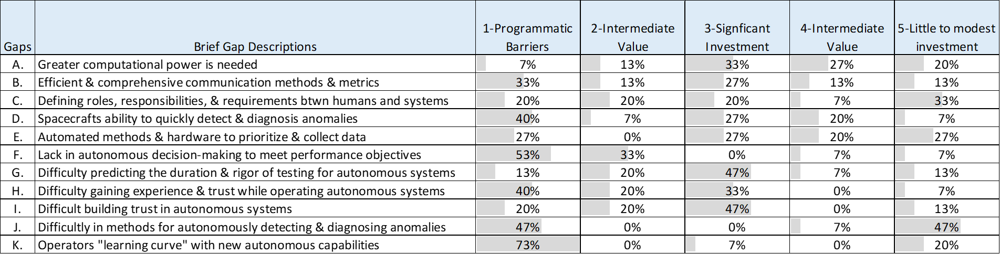 Gaps Brief Gap Descriptions 1-Programmatic Barriers 2-Intermediate Value 3-Signficant Investment 4-Intermediate Value 5-Little to modest investment
A. Greater computational power is needed 7% 13% 33% 27% 20%
B. Efficient & comprehensive communication methods & metrics 33% 13% 27% 13% 13%
C. Defining roles, responsibilities, & requirements btwn humans and systems 20% 20% 20% 7% 33%
D. Spacecrafts ability to quickly detect & diagnosis anomalies 40% 7% 27% 20% 7%
E. Automated methods & hardware to prioritize & collect data 27% 0% 27% 20% 27%
F. Lack in autonomous decision-making to meet performance objectives 53% 33% 0% 7% 7%
G. Difficulty predicting the duration & rigor of testing for autonomous systems 13% 20% 47% 7% 13%
H. Difficulty gaining experience & trust while operating autonomous systems 40% 20% 33% 0% 7%
I. Difficult building trust in autonomous systems 20% 20% 47% 0% 13%
J. Difficultly in methods for autonomously detecting & diagnosing anomalies 47% 0% 0% 7% 47%
K. Operators "learning curve" with new autonomous capabilities 73% 0% 7% 0% 20%